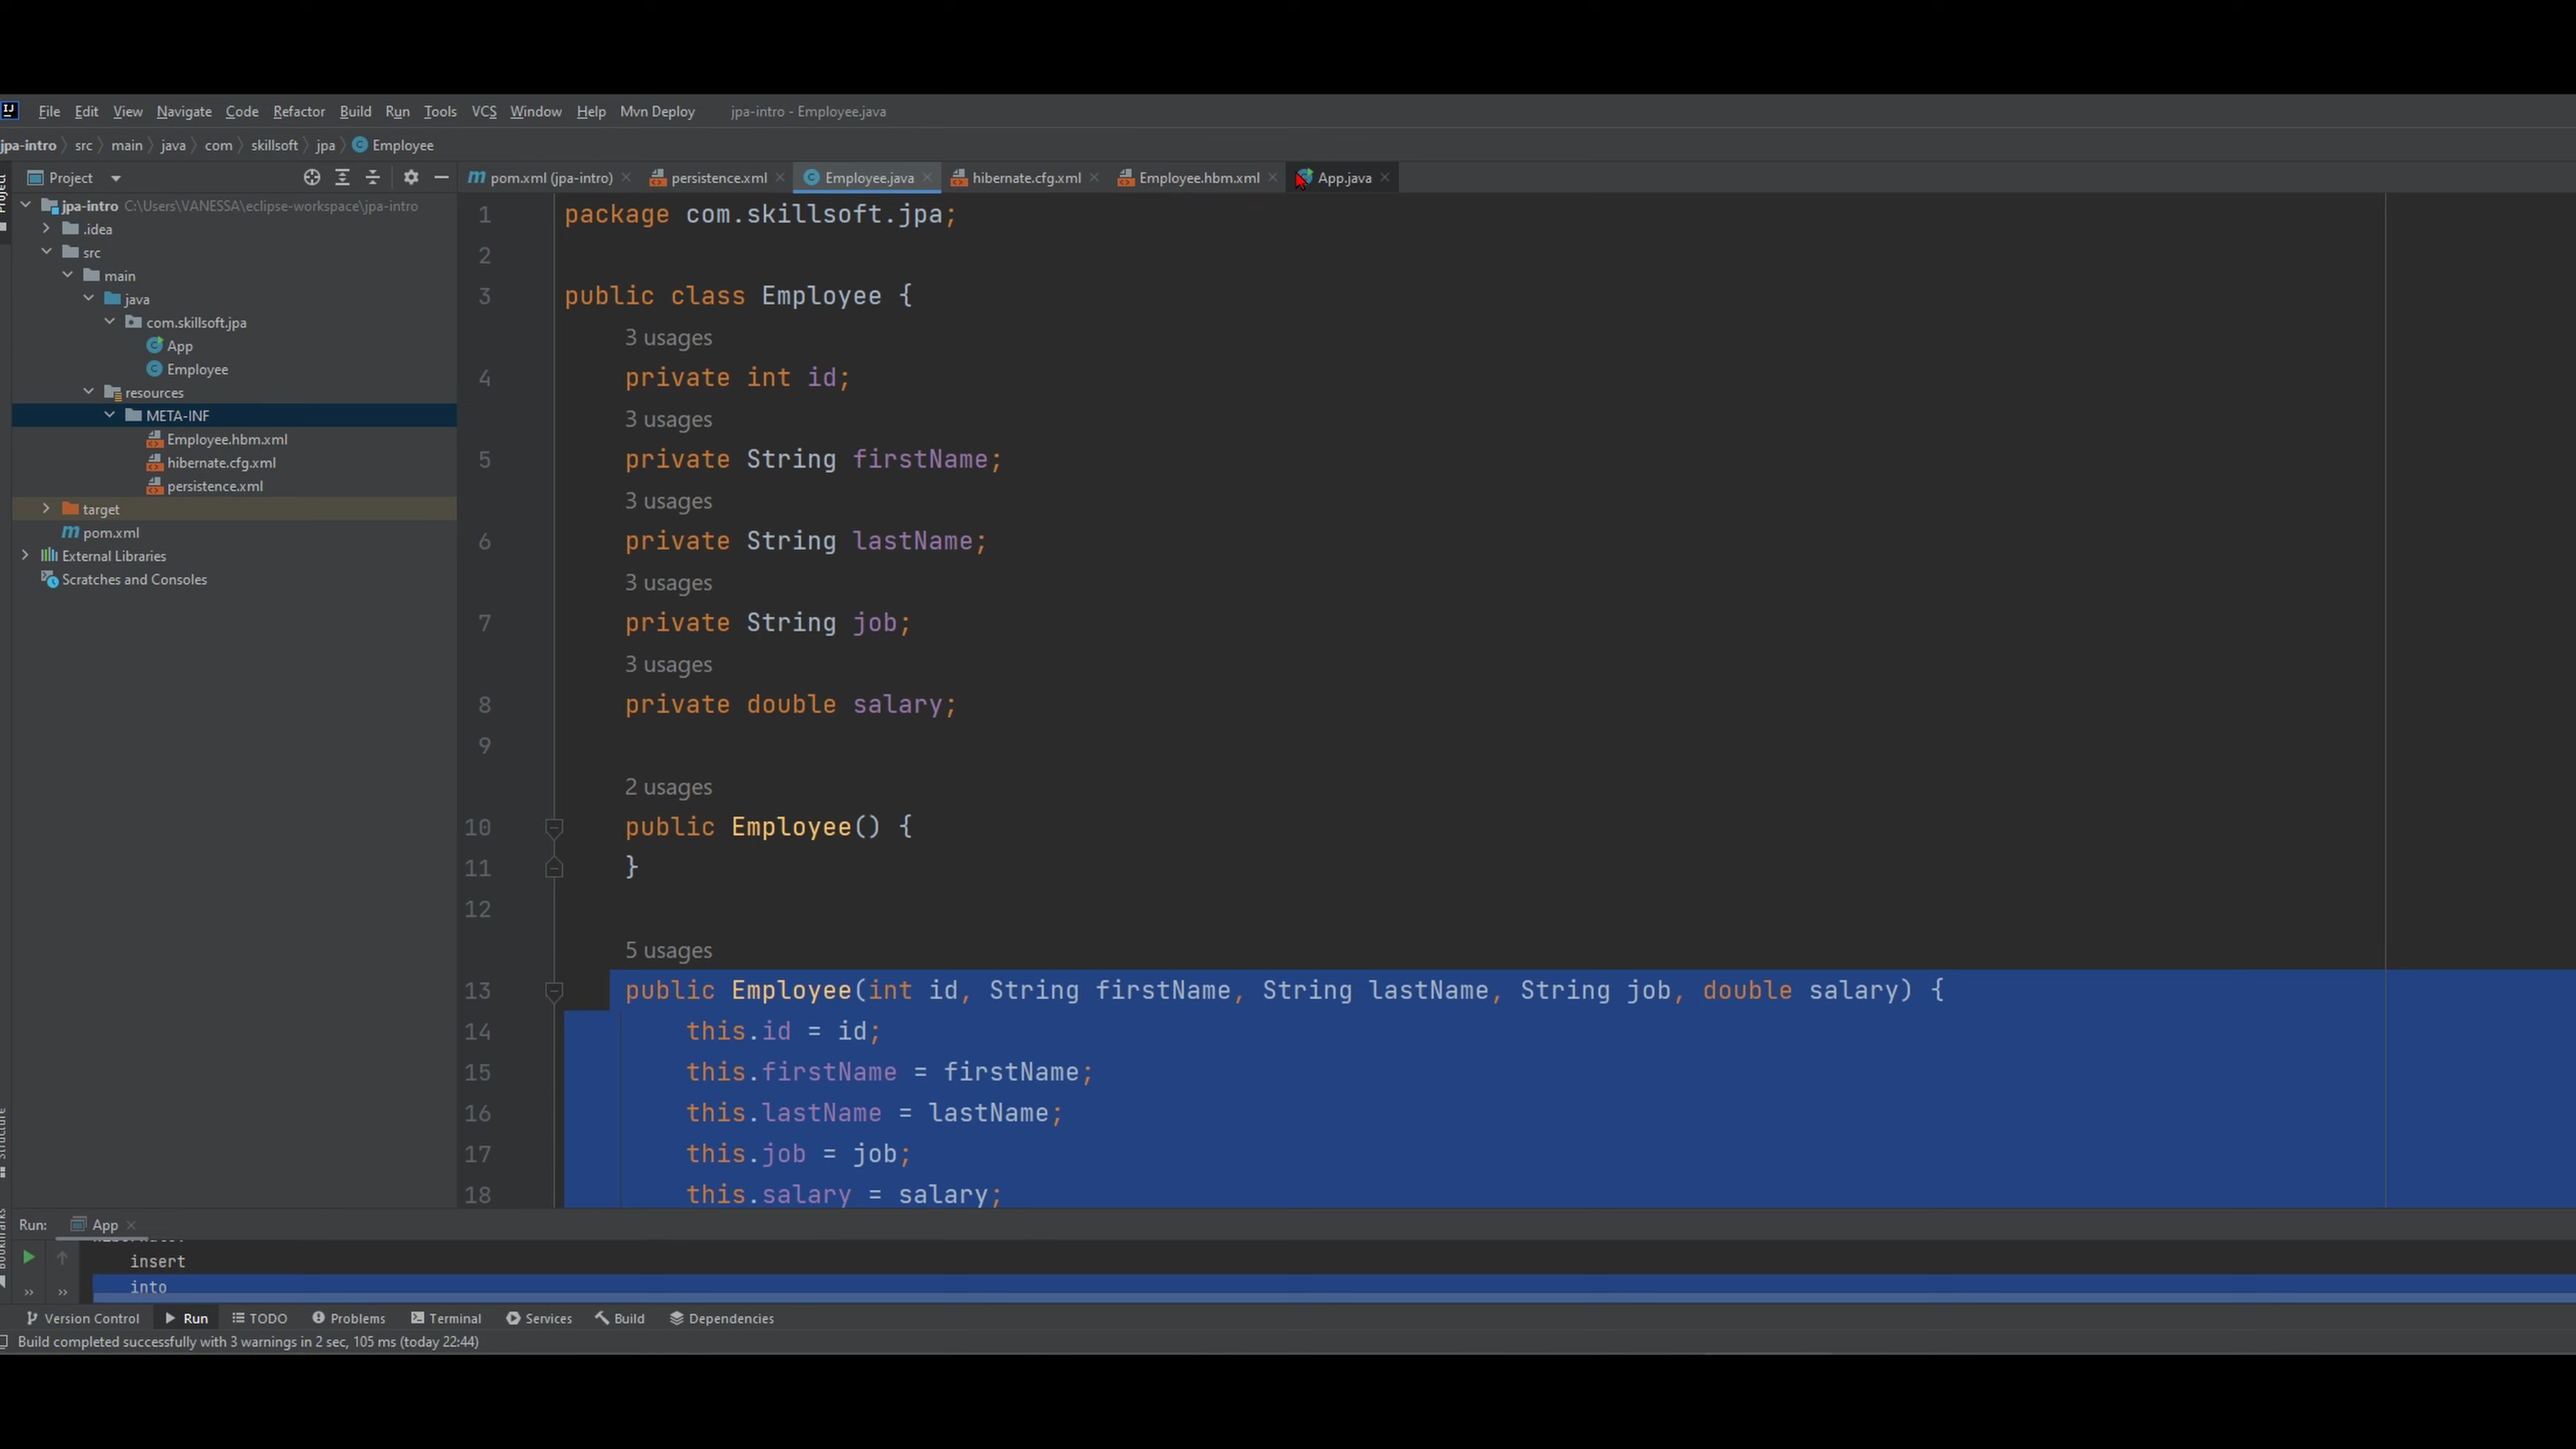 File Edit View Navigate Code Refactor Build Run Tools VCS Window Help Mvn Deploy jpa-intro - Employee.java
jpa-intro src main java com skillsoft jpa Employee
Project
pom.xml (jpa-intro) persistence.xml Employee.java hibernate.cfg.xml Employee.hbm.xml App.java
Project
jpa-intro C:\Users\VANESSA\eclipse-workspace\jpa-intro
.idea
src
main
java
com.skillsoft.jpa
App
Employee
resources
META-INF
Employee.hbm.xml
hibernate.cfg.xml
persistence.xml
target
pom.xml
External Libraries
Scratches and Consoles
1 package com.skillsoft.jpa;
2
3 public class Employee {
3 usages
4 private int id;
3 usages
5 private String firstName;
3 usages
6 private String lastName;
3 usages
7 private String job;
3 usages
8 private double salary;
9
2 usages
10 public Employee() {
11 }
12
5 usages
13 public Employee(int id, String firstName, String lastName, String job, double salary) {
14 this.id = id;
15 this.firstName = firstName;
16 this.lastName = lastName;
17 this.job = job;
18 this.salary = salary;
Structure
Bookmarks
Run: App
insert
into
Version Control Run TODO Problems Terminal Services Build Dependencies
Build completed successfully with 3 warnings in 2 sec, 105 ms (today 22:44)